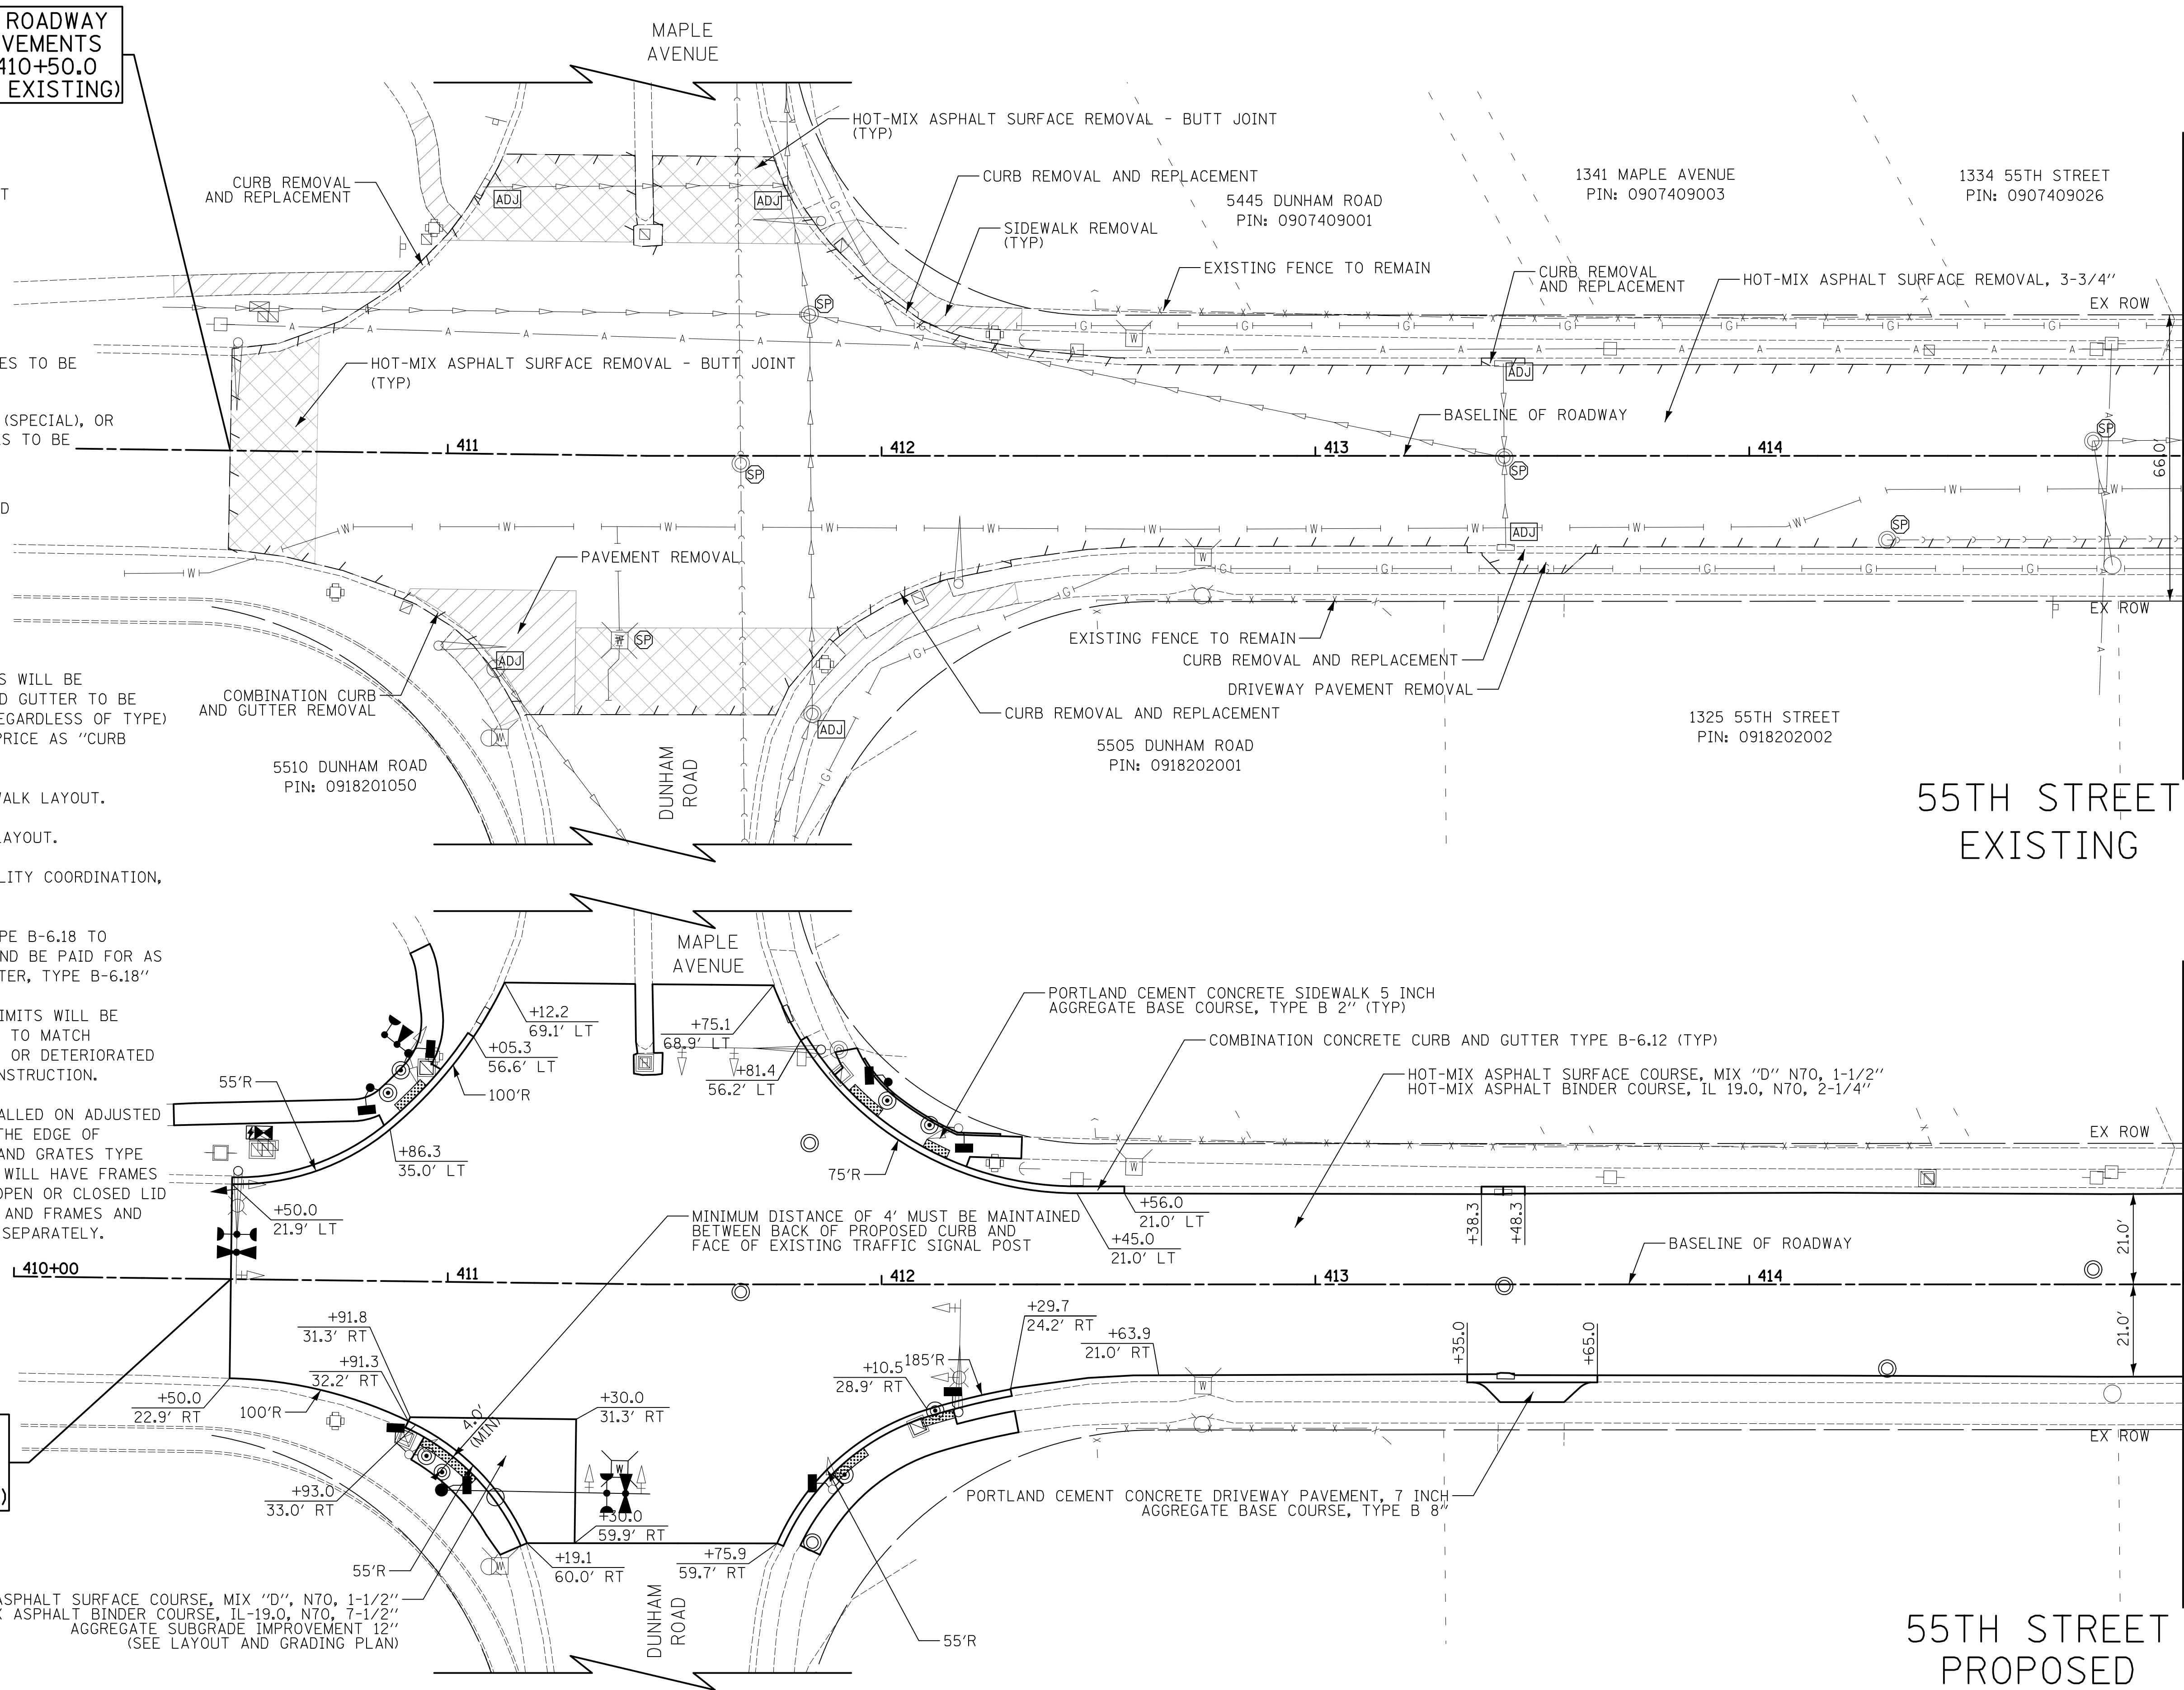 ROADWAY
VEMENTS
410+50.0
EXISTING)
MAPLE
AVENUE
HOT-MIX ASPHALT SURFACE REMOVAL - BUTT JOINT
(TYP)
CURB REMOVAL
AND REPLACEMENT
CURB REMOVAL AND REPLACEMENT
SIDEWALK REMOVAL
(TYP)
5445 DUNHAM ROAD
PIN: 0907409001
1341 MAPLE AVENUE
PIN: 0907409003
1334 55TH STREET
PIN: 0907409026
EXISTING FENCE TO REMAIN
CURB REMOVAL
AND REPLACEMENT
HOT-MIX ASPHALT SURFACE REMOVAL, 3-3/4"
EX ROW
ADJ
ADJ
SP
ADJ
HOT-MIX ASPHALT SURFACE REMOVAL - BUTT JOINT
(TYP)
T
ES TO BE
(SPECIAL), OR
ES TO BE
D
BASELINE OF ROADWAY
411
412
413
414
SP
SP
SP
66.0'
ADJ
SP
PAVEMENT REMOVAL
SP
ADJ
EX ROW
EXISTING FENCE TO REMAIN
CURB REMOVAL AND REPLACEMENT
DRIVEWAY PAVEMENT REMOVAL
COMBINATION CURB
AND GUTTER REMOVAL
CURB REMOVAL AND REPLACEMENT
ADJ
S WILL BE
D GUTTER TO BE
EGARDLESS OF TYPE)
PRICE AS "CURB
5510 DUNHAM ROAD
PIN: 0918201050
DUNHAM
ROAD
5505 DUNHAM ROAD
PIN: 0918202001
1325 55TH STREET
PIN: 0918202002
ALK LAYOUT.
LAYOUT.
LITY COORDINATION,
55TH STREET
EXISTING
PE B-6.18 TO
ND BE PAID FOR AS
TER, TYPE B-6.18"
IMITS WILL BE
TO MATCH
OR DETERIORATED
NSTRUCTION.
ALLED ON ADJUSTED
THE EDGE OF
AND GRATES TYPE
WILL HAVE FRAMES
OPEN OR CLOSED LID
AND FRAMES AND
SEPARATELY.
MAPLE
AVENUE
+12.2
69.1' LT
+75.1
68.9' LT
+05.3
56.6' LT
+81.4
56.2' LT
55'R
100'R
+86.3
35.0' LT
75'R
+50.0
21.9' LT
PORTLAND CEMENT CONCRETE SIDEWALK 5 INCH
AGGREGATE BASE COURSE, TYPE B 2" (TYP)
COMBINATION CONCRETE CURB AND GUTTER TYPE B-6.12 (TYP)
HOT-MIX ASPHALT SURFACE COURSE, MIX "D" N70, 1-1/2"
HOT-MIX ASPHALT BINDER COURSE, IL 19.0, N70, 2-1/4"
EX ROW
MINIMUM DISTANCE OF 4' MUST BE MAINTAINED
BETWEEN BACK OF PROPOSED CURB AND
FACE OF EXISTING TRAFFIC SIGNAL POST
+56.0
21.0' LT
+45.0
21.0' LT
+38.3
+48.3
BASELINE OF ROADWAY
21.0'
410+00
411
412
413
414
+91.8
31.3' RT
+91.3
32.2' RT
+50.0
22.9' RT
100'R
4.0'
(MIN)
+30.0
31.3' RT
+10.5
28.9' RT
185'R
+29.7
24.2' RT
+63.9
21.0' RT
+35.0
+65.0
21.0'
EX ROW
+93.0
33.0' RT
+30.0
59.9' RT
PORTLAND CEMENT CONCRETE DRIVEWAY PAVEMENT, 7 INCH
AGGREGATE BASE COURSE, TYPE B 8"
55'R
+19.1
60.0' RT
+75.9
59.7' RT
ASPHALT SURFACE COURSE, MIX "D", N70, 1-1/2"
X ASPHALT BINDER COURSE, IL-19.0, N70, 7-1/2"
AGGREGATE SUBGRADE IMPROVEMENT 12"
(SEE LAYOUT AND GRADING PLAN)
DUNHAM
ROAD
55'R
55TH STREET
PROPOSED